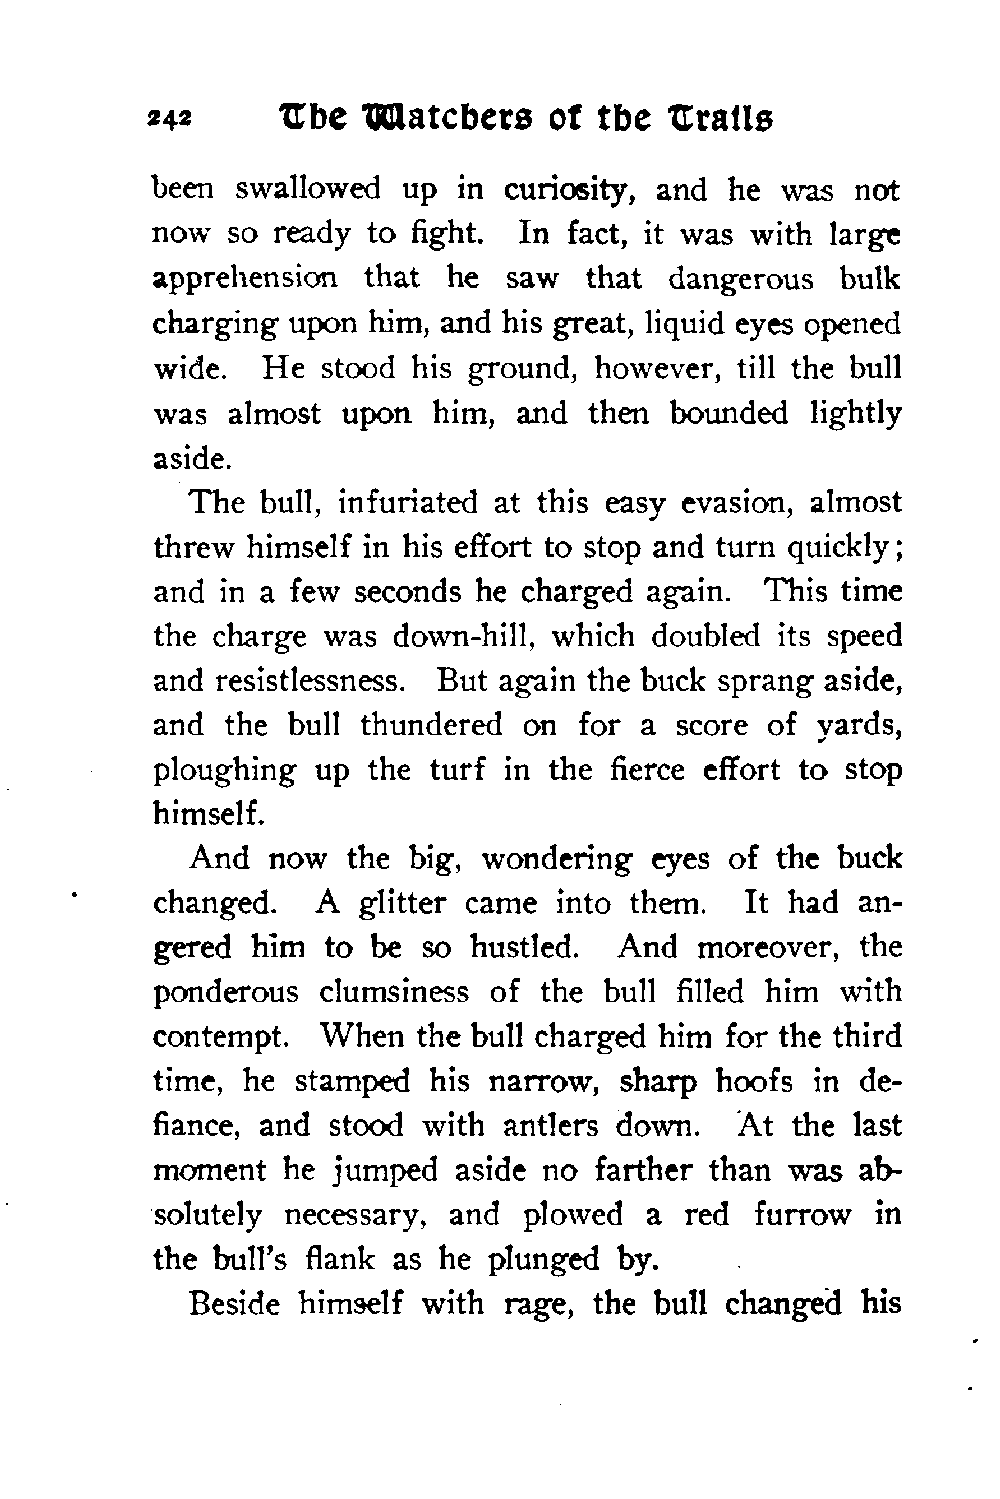 242 The Watchers of the Trails
been swallowed up in curiosity, and he was not
now so ready to fight. In fact, it was with large
apprehension that he saw that dangerous bulk
charging upon him, and his great, liquid eyes opened
wide. He stood his ground, however, till the bull
was almost upon him, and then bounded lightly
aside.
The bull, infuriated at this easy evasion, almost
threw himself in his effort to stop and turn quickly;
and in a few seconds he charged again. This time
the charge was down-hill, which doubled its speed
and resistlessness. But again the buck sprang aside,
and the bull thundered on for a score of yards,
ploughing up the turf in the fierce effort to stop
himself.
And now the big, wondering eyes of the buck
changed. A glitter came into them. It had an-
gered him to be so hustled. And moreover, the
ponderous clumsiness of the bull filled him with
contempt. When the bull charged him for the third
time, he stamped his narrow, sharp hoofs in de-
fiance, and stood with antlers down. At the last
moment he jumped aside no farther than was ab-
solutely necessary, and plowed a red furrow in
the bull's flank as he plunged by.
Beside himself with rage, the bull changed his